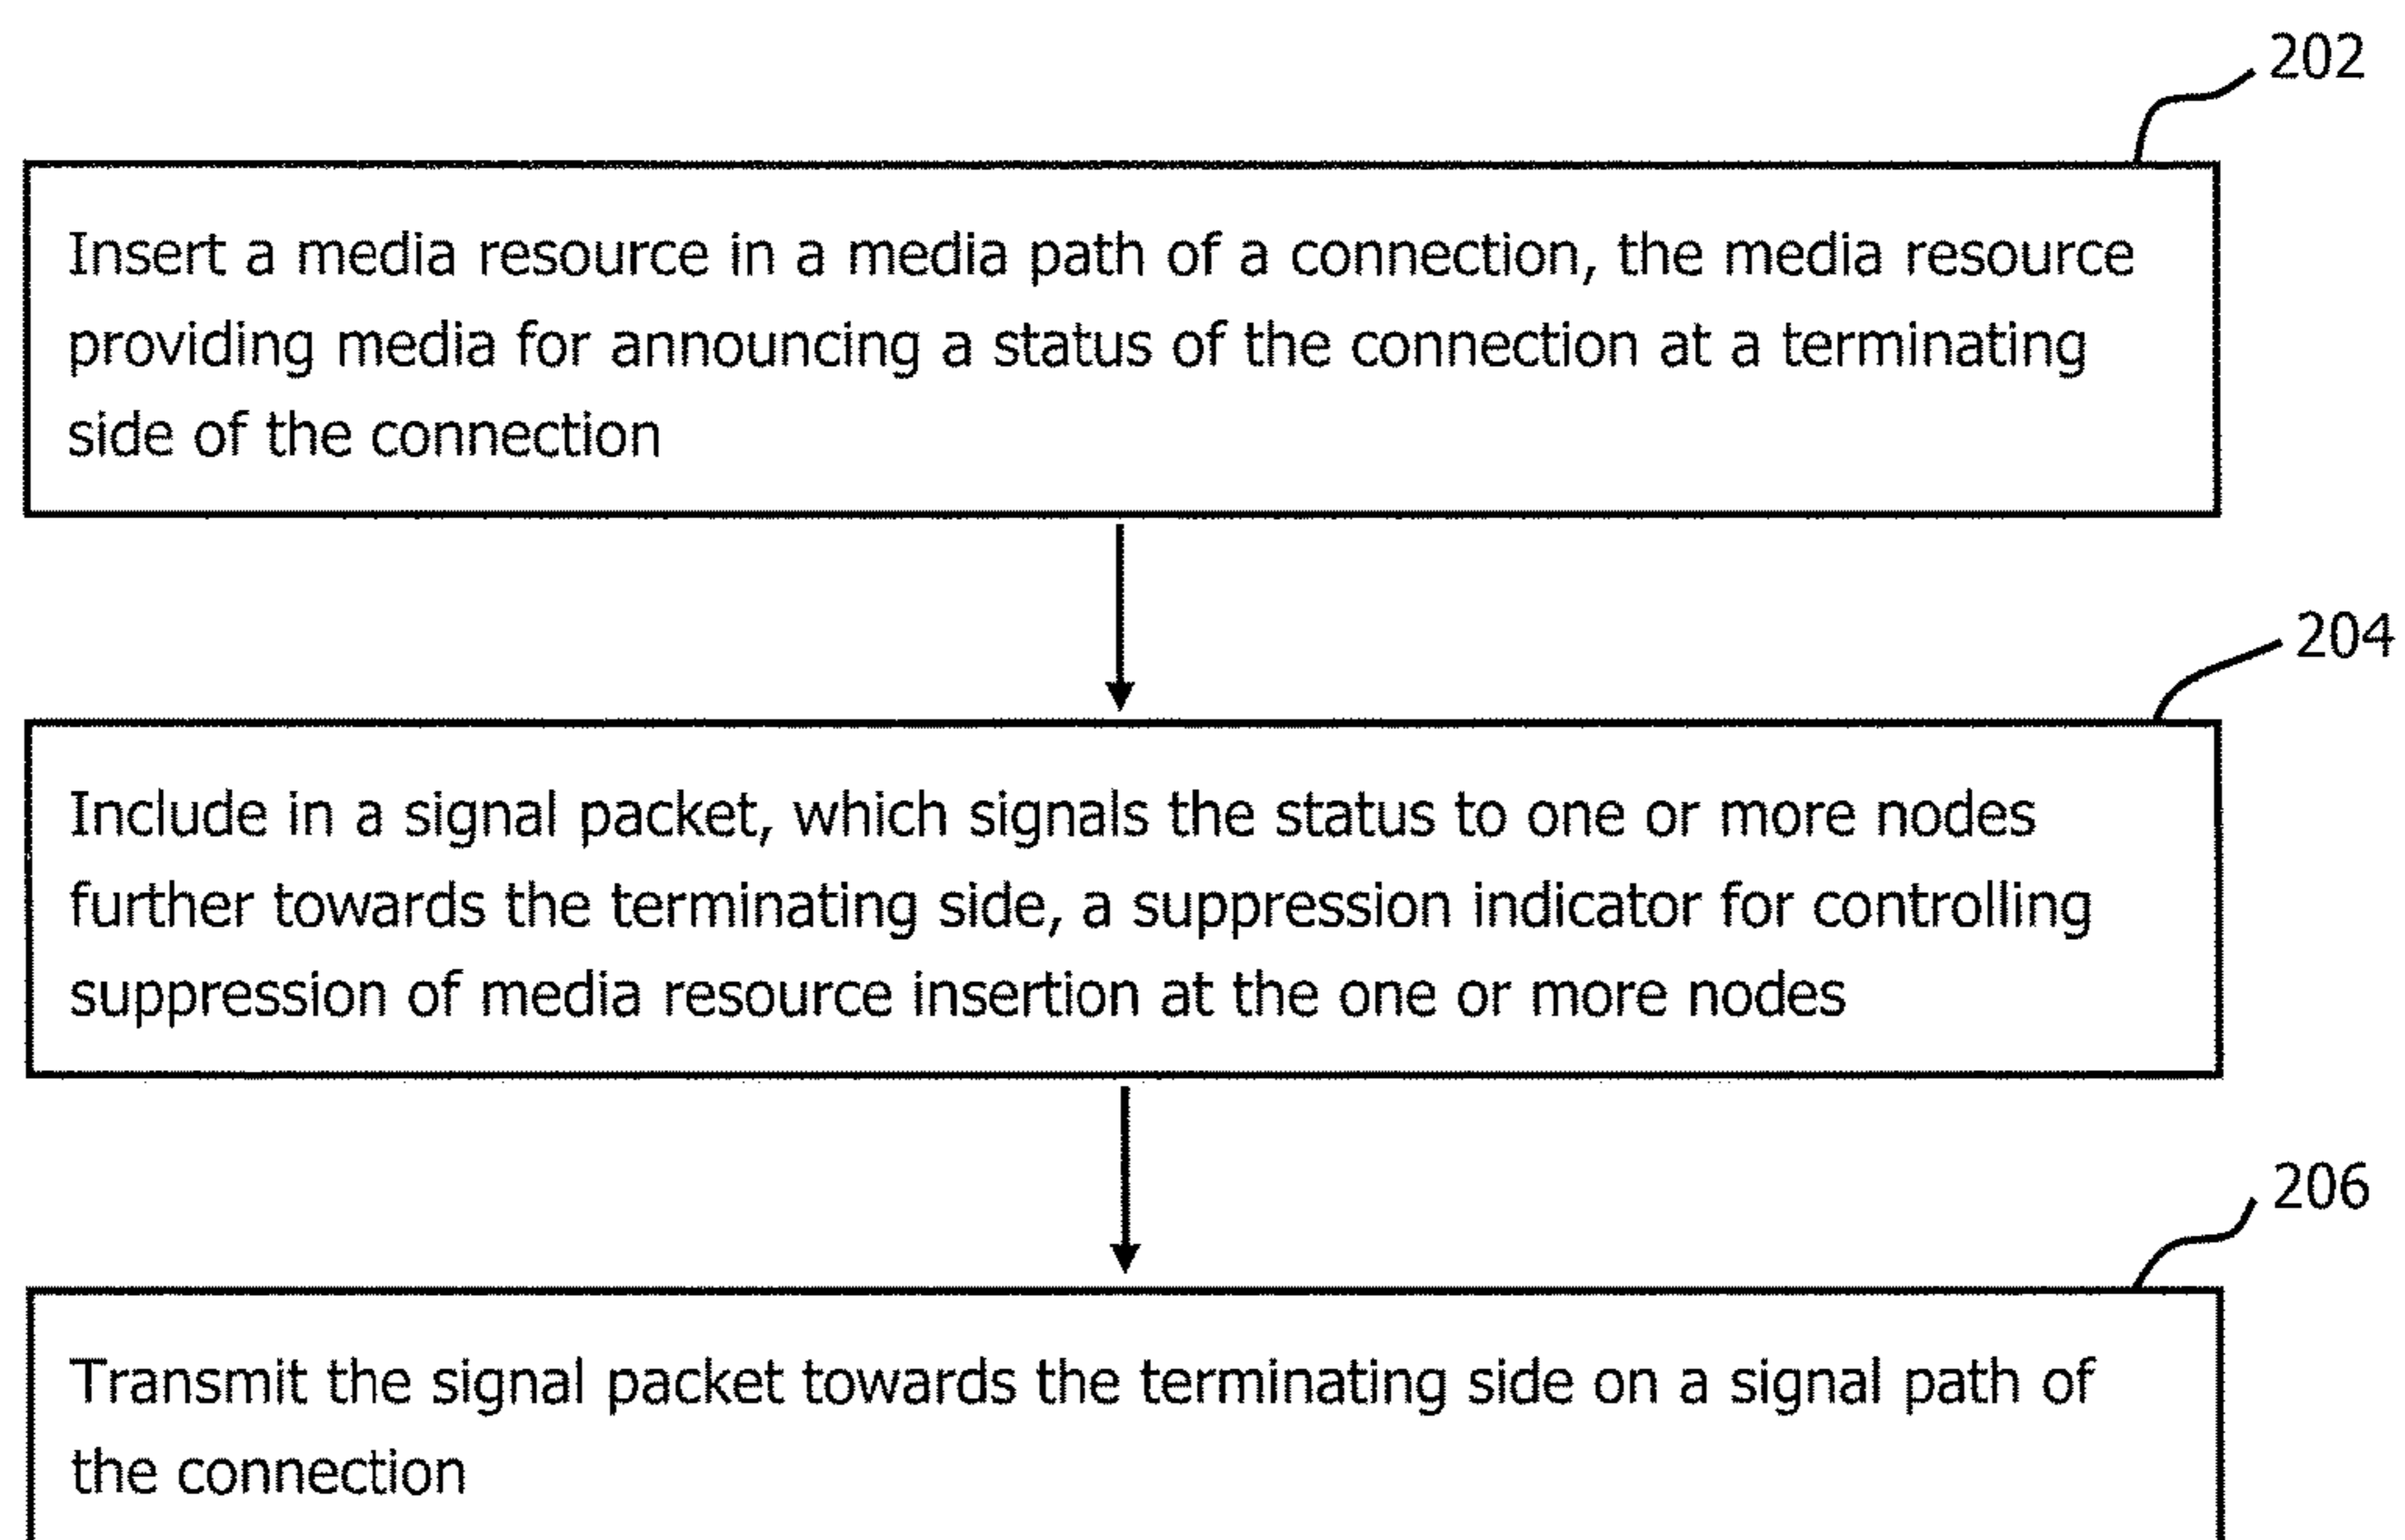 202
Insert a media resource in a media path of a connection, the media resource
providing media for announcing a status of the connection at a terminating
side of the connection
204
Include in a signal packet, which signals the status to one or more nodes
further towards the terminating side, a suppression indicator for controlling
suppression of media resource insertion at the one or more nodes
206
Transmit the signal packet towards the terminating side on a signal path of
the connection